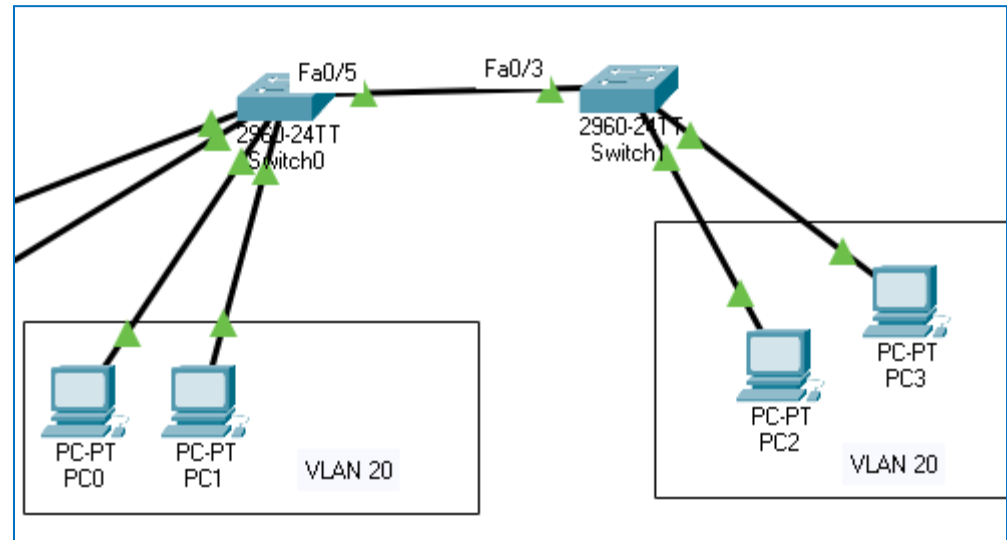 Fa0/5
Fa0/3
2960-24TT
Switch0
2960-24TT
Switch1
PC-PT
PC3
PC-PT
PC2
VLAN 20
PC-PT
PC0
PC-PT
PC1
VLAN 20